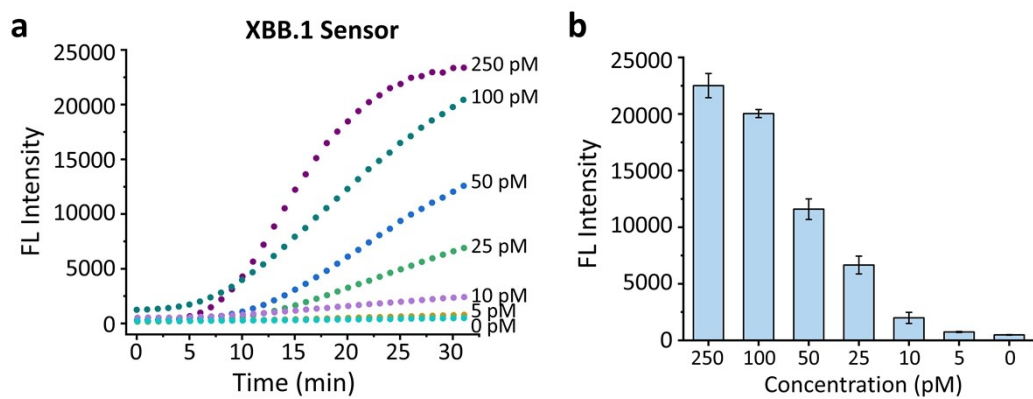 a
XBB.1 Sensor
FL Intensity
25000
20000
15000
10000
5000
0
250 pM
100 pM
50 pM
25 pM
10 pM
5 pM
0 pM
0 5 10 15 20 25 30
Time (min)
b
FL Intensity
25000
20000
15000
10000
5000
0
250 100 50 25 10 5 0
Concentration (pM)